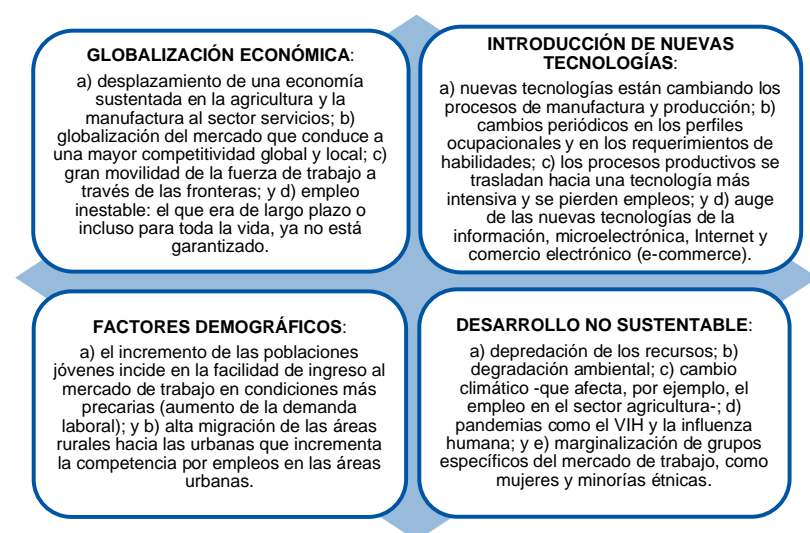 GLOBALIZACIÓN ECONÓMICA:
a) desplazamiento de una economía
sustentada en la agricultura y la
manufactura al sector servicios; b)
globalización del mercado que conduce a
una mayor competitividad global y local; c)
gran movilidad de la fuerza de trabajo a
través de las fronteras; y d) empleo
inestable: el que era de largo plazo o
incluso para toda la vida, ya no está
garantizado.
INTRODUCCIÓN DE NUEVAS
TECNOLOGÍAS:
a) nuevas tecnologías están cambiando los
procesos de manufactura y producción; b)
cambios periódicos en los perfiles
ocupacionales y en los requerimientos de
habilidades; c) los procesos productivos se
trasladan hacia una tecnología más
intensiva y se pierden empleos; y d) auge
de las nuevas tecnologías de la
información, microelectrónica, Internet y
comercio electrónico (e-commerce).
FACTORES DEMOGRÁFICOS:
a) el incremento de las poblaciones
jóvenes incide en la facilidad de ingreso al
mercado de trabajo en condiciones más
precarias (aumento de la demanda
laboral); y b) alta migración de las áreas
rurales hacia las urbanas que incrementa
la competencia por empleos en las áreas
urbanas.
DESARROLLO NO SUSTENTABLE:
a) depredación de los recursos; b)
degradación ambiental; c) cambio
climático -que afecta, por ejemplo, el
empleo en el sector agricultura-; d)
pandemias como el VIH y la influenza
humana; y e) marginalización de grupos
específicos del mercado de trabajo, como
mujeres y minorías étnicas.